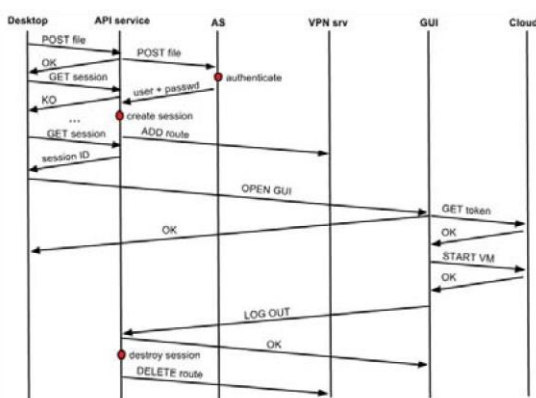 Desktop API service AS VPN srv GUI Cloud
POST file
POST file
OK
authenticate
GET session
user + passwd
KO
create session
...
GET session
ADD route
session ID
OPEN GUI
GET token
OK
OK
START VM
OK
LOG OUT
OK
destroy session
DELETE route